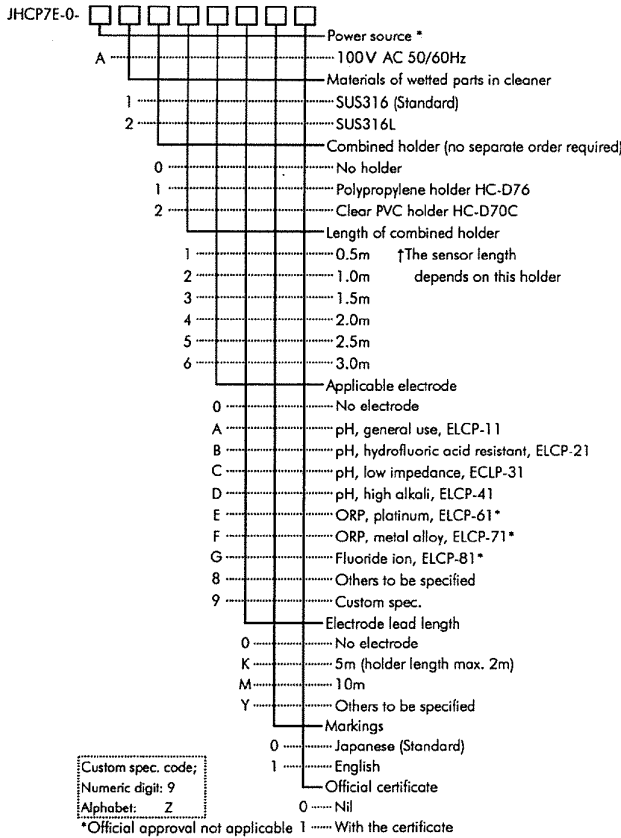 JHCP7E-0-
Power source *
A 100V AC 50/60Hz
Materials of wetted parts in cleaner
1 SUS316 (Standard)
2 SUS316L
Combined holder (no separate order required)
0 No holder
1 Polypropylene holder HC-D76
2 Clear PVC holder HC-D70C
Length of combined holder
1 0.5m ↑The sensor length
2 1.0m depends on this holder
3 1.5m
4 2.0m
5 2.5m
6 3.0m
Applicable electrode
0 No electrode
A pH, general use, ELCP-11
B pH, hydrofluoric acid resistant, ELCP-21
C pH, low impedance, ECLP-31
D pH, high alkali, ELCP-41
E ORP, platinum, ELCP-61*
F ORP, metal alloy, ELCP-71*
G Fluoride ion, ELCP-81*
8 Others to be specified
9 Custom spec.
Electrode lead length
0 No electrode
K 5m (holder length max. 2m)
M 10m
Y Others to be specified
Markings
0 Japanese (Standard)
1 English
Official certificate
0 Nil
1 With the certificate
Custom spec. code;
Numeric digit: 9
Alphabet: Z
*Official approval not applicable